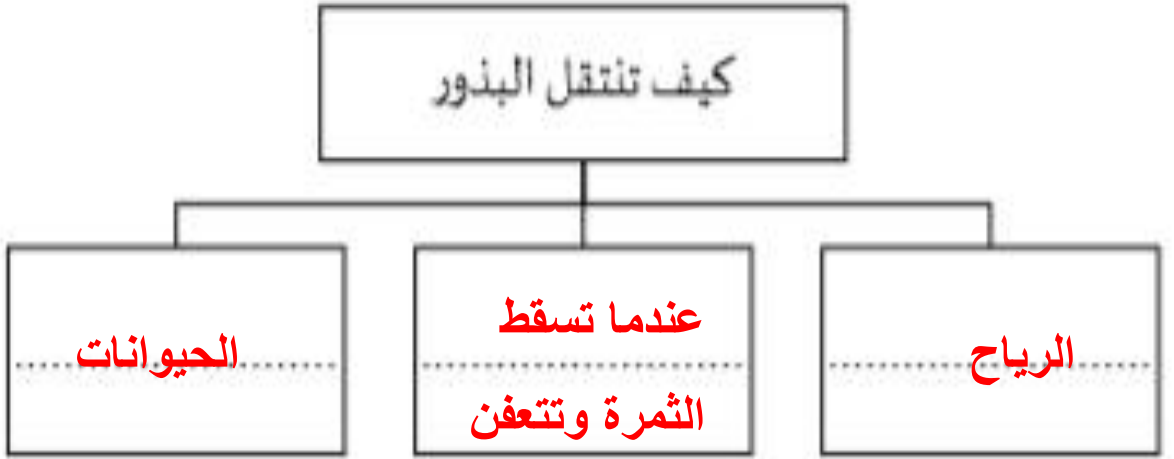 كيف تنتقل البذور
الرياح
عندما تسقط
الثمرة وتتعفن
الحيوانات